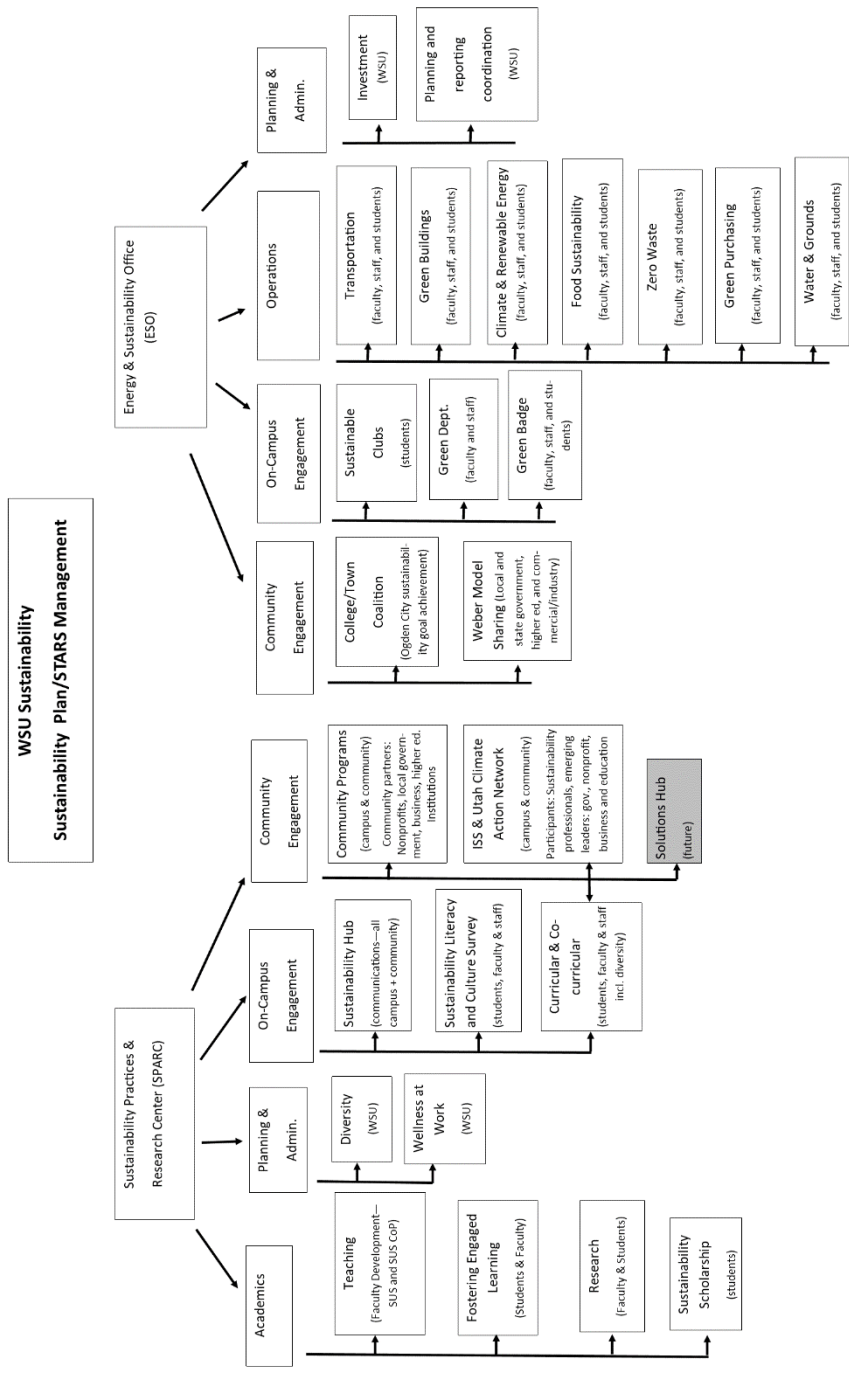 WSU Sustainability
Sustainability Plan/STARS Management
Sustainability Practices &
Research Center (SPARC)
Academics
Teaching
(Faculty Development—
SUS and SUS CoP)
Fostering Engaged
Learning
(Students & Faculty)
Research
(Faculty & Students)
Sustainability
Scholarship
(students)
Planning &
Admin.
Diversity
(WSU)
Wellness at
Work
(WSU)
On-Campus
Engagement
Sustainability Hub
(communications—all
campus + community)
Sustainability Literacy
and Culture Survey
(students, faculty & staff)
Curricular & Co-
curricular
(students, faculty & staff
incl. diversity)
Community
Engagement
Community Programs
(campus & community)
Community partners:
Nonprofits, local govern-
ment, business, higher ed.
Institutions
ISS & Utah Climate
Action Network
(campus & community)
Participants: Sustainability
professionals, emerging
leaders: gov., nonprofit,
business and education
Solutions Hub
(future)
Energy & Sustainability Office
(ESO)
Community
Engagement
College/Town
Coalition
(Ogden City sustainabil-
ity goal achievement)
Weber Model
Sharing (Local and
state government,
higher ed, and com-
mercial/industry)
On-Campus
Engagement
Sustainable
Clubs
(students)
Green Dept.
(faculty and staff)
Green Badge
(faculty, staff, and stu-
dents)
Operations
Transportation
(faculty, staff, and students)
Green Buildings
(faculty, staff, and students)
Climate & Renewable Energy
(faculty, staff, and students)
Food Sustainability
(faculty, staff, and students)
Zero Waste
(faculty, staff, and students)
Green Purchasing
(faculty, staff, and students)
Water & Grounds
(faculty, staff, and students)
Planning &
Admin.
Investment
(WSU)
Planning and
reporting
coordination
(WSU)